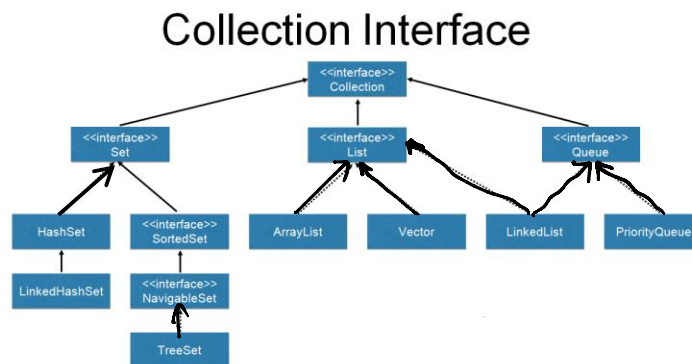 Collection Interface
<<interface>>
Collection
<<interface>>
Set
<<interface>>
List
<<interface>>
Queue
HashSet
<<interface>>
SortedSet
ArrayList
Vector
LinkedList
PriorityQueue
LinkedHashSet
<<interface>>
NavigableSet
TreeSet